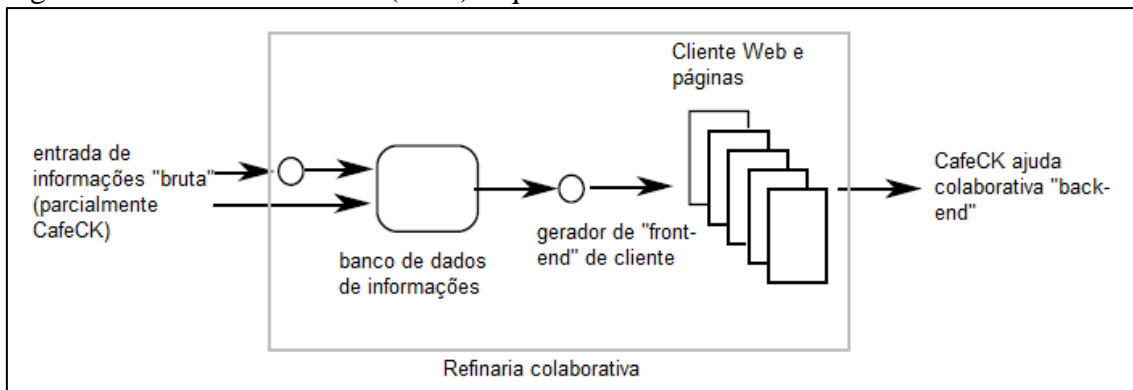 Cliente Web e
páginas
entrada de
informações "bruta"
(parcialmente
CafeCK)
CafeCK ajuda
colaborativa "back-
end"
gerador de "front-
end" de cliente
banco de dados
de informações
Refinaria colaborativa